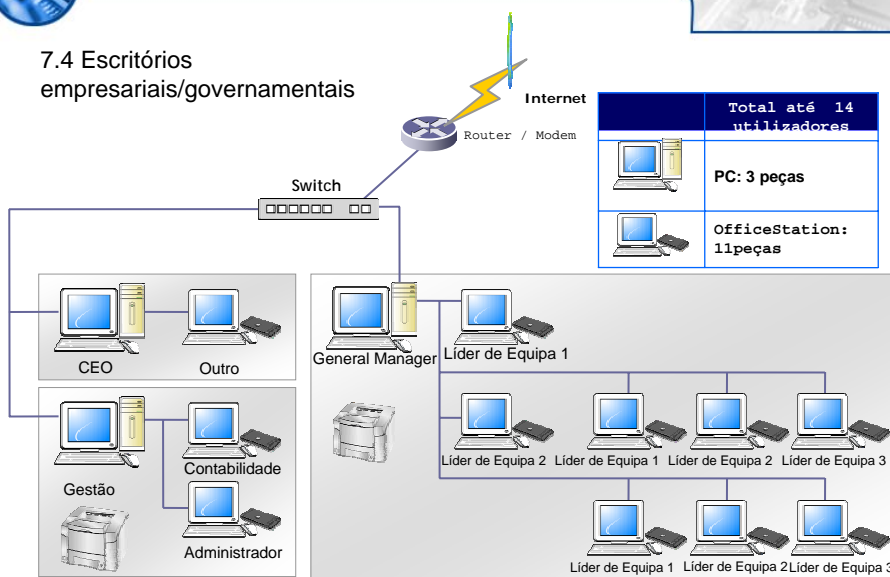 7.4 Escritórios
empresariais/governamentais
Internet
Router / Modem
Switch
Total até 14
utilizadores
PC: 3 peças
OfficeStation:
11peças
CEO
Outro
General Manager
Líder de Equipa 1
Gestão
Contabilidade
Administrador
Líder de Equipa 2
Líder de Equipa 1
Líder de Equipa 2
Líder de Equipa 3
Líder de Equipa 1
Líder de Equipa 2
Líder de Equipa 3